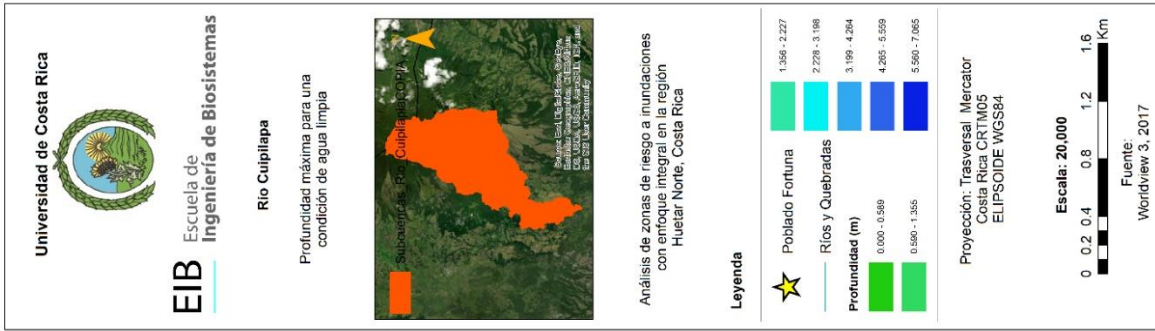 Universidad de Costa Rica
EIB
Escuela de
Ingeniería de Biosistemas
Rio Cuipilapa
Profundidad máxima para una
condición de agua limpia
Subcuencas_Rio_Cuipilapa_COPIA
Análisis de zonas de riesgo a inundaciones
con enfoque integral en la región
Huetar Norte, Costa Rica
Leyenda
Poblado Fortuna
Ríos y Quebradas
Profundidad (m)
0.000 - 0.589
0.590 - 1.355
1.356 - 2.227
2.228 - 3.198
3.199 - 4.264
4.265 - 5.559
5.560 - 7.065
Proyección: Trasversal Mercator
Costa Rica CRTM05
ELIPSOIDE WGS84
Escala: 20,000
0 0.2 0.4 0.8 1.2 1.6
Km
Fuente:
Worldview 3, 2017